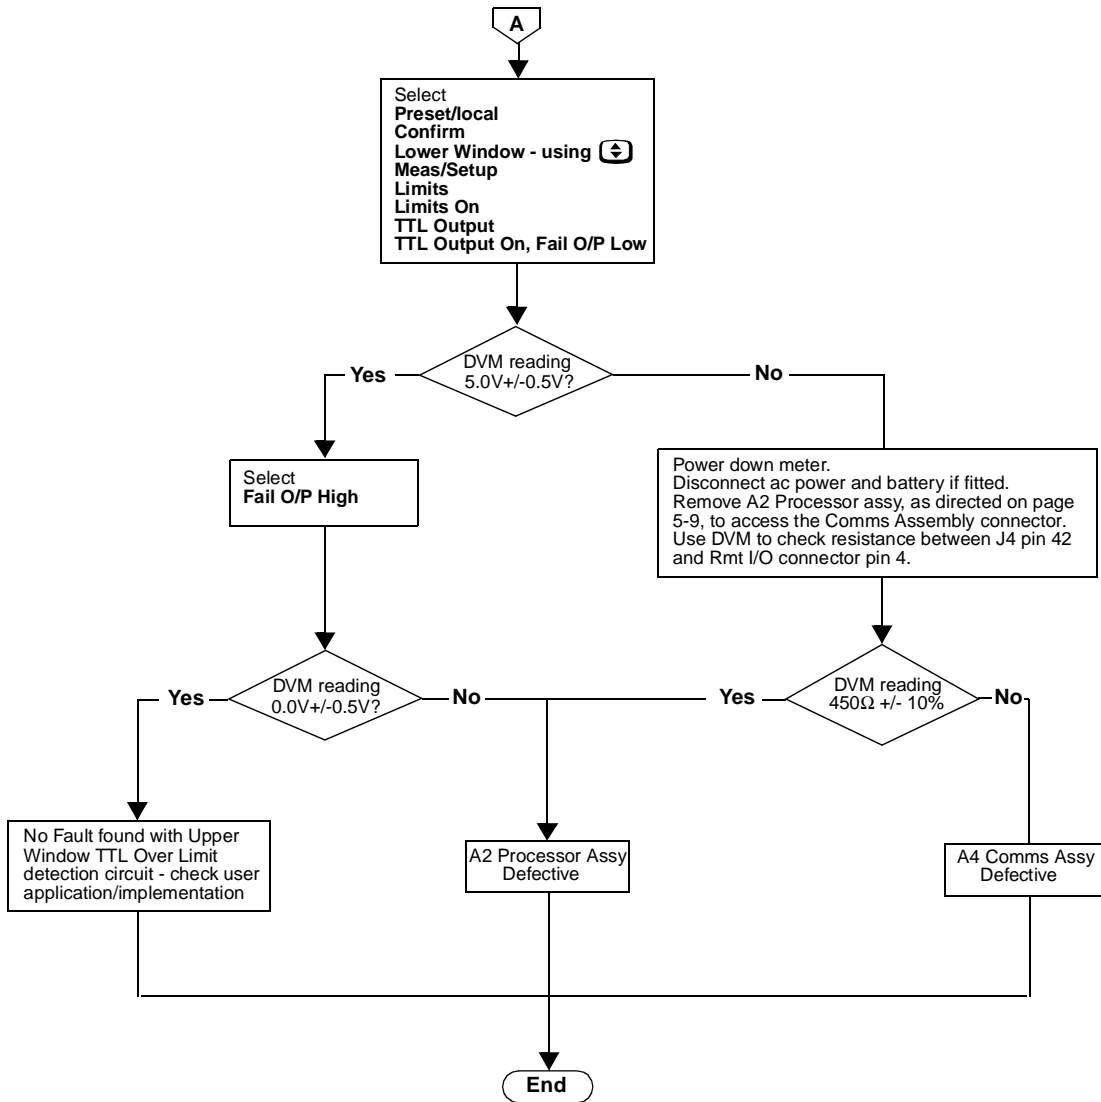 A
Select
Preset/local
Confirm
Lower Window - using
Meas/Setup
Limits
Limits On
TTL Output
TTL Output On, Fail O/P Low
DVM reading
5.0V+/-0.5V?
Yes
No
Select
Fail O/P High
Power down meter.
Disconnect ac power and battery if fitted.
Remove A2 Processor assy, as directed on page
5-9, to access the Comms Assembly connector.
Use DVM to check resistance between J4 pin 42
and Rmt I/O connector pin 4.
DVM reading
0.0V+/-0.5V?
Yes
No
DVM reading
450Ω +/- 10%
Yes
No
No Fault found with Upper
Window TTL Over Limit
detection circuit - check user
application/implementation
A2 Processor Assy
Defective
A4 Comms Assy
Defective
End